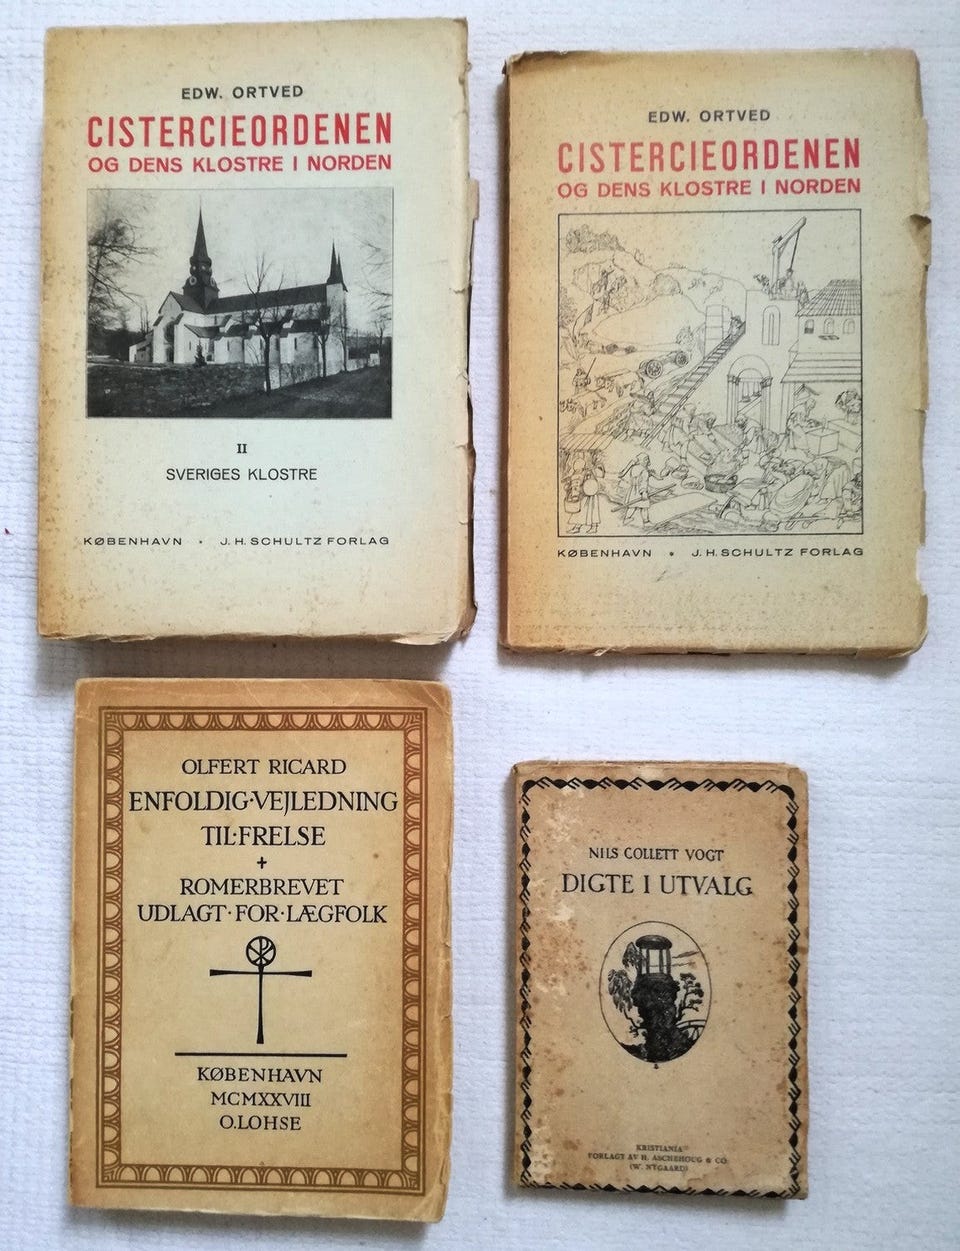 EDW. ORTVED
CISTERCIEORDENEN
OG DENS KLOSTRE I NORDEN
II
SVERIGES KLOSTRE
KØBENHAVN • J. H. SCHULTZ FORLAG
EDW. ORTVED
CISTERCIEORDENEN
OG DENS KLOSTRE I NORDEN
KØBENHAVN • J. H. SCHULTZ FORLAG
OLFERT RICARD
ENFOLDIG·VEJLEDNING
TIL·FRELSE
+
ROMERBREVET
UDLAGT·FOR·LÆGFOLK
KØBENHAVN
MCMXXVIII
O.LOHSE
NILS COLLETT VOGT
DIGTE I UTVALG
KRISTIANIA
FORLAGT AV H. ASCHEHOUG & CO.
(W. NYGAARD)